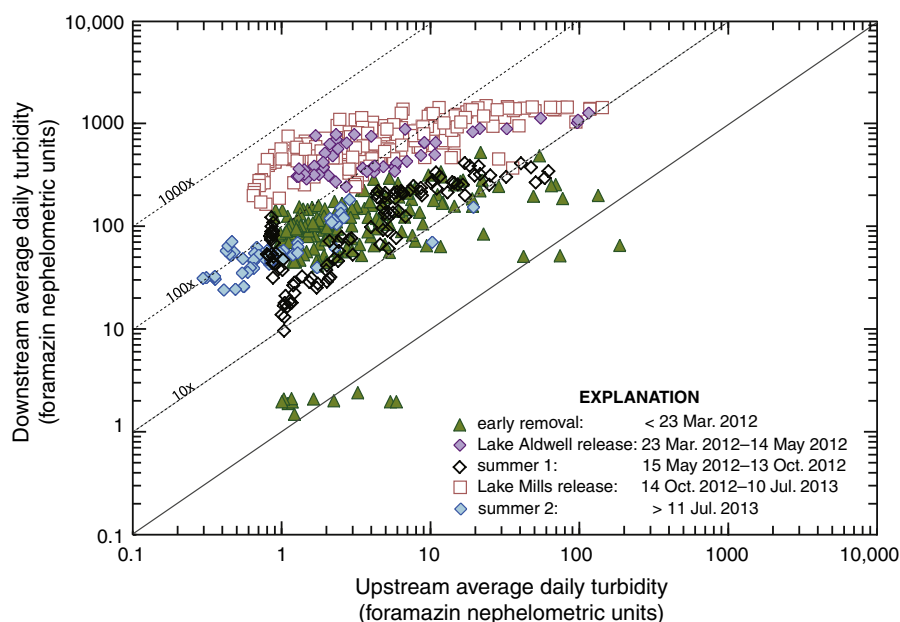 Downstream average daily turbidity
(foramazin nephelometric units)
10,000
1000
100
10
1
0.1
1000x
100x
10x
EXPLANATION
early removal: < 23 Mar. 2012
Lake Aldwell release: 23 Mar. 2012–14 May 2012
summer 1: 15 May 2012–13 Oct. 2012
Lake Mills release: 14 Oct. 2012–10 Jul. 2013
summer 2: > 11 Jul. 2013
0.1 1 10 100 1000 10,000
Upstream average daily turbidity
(foramazin nephelometric units)